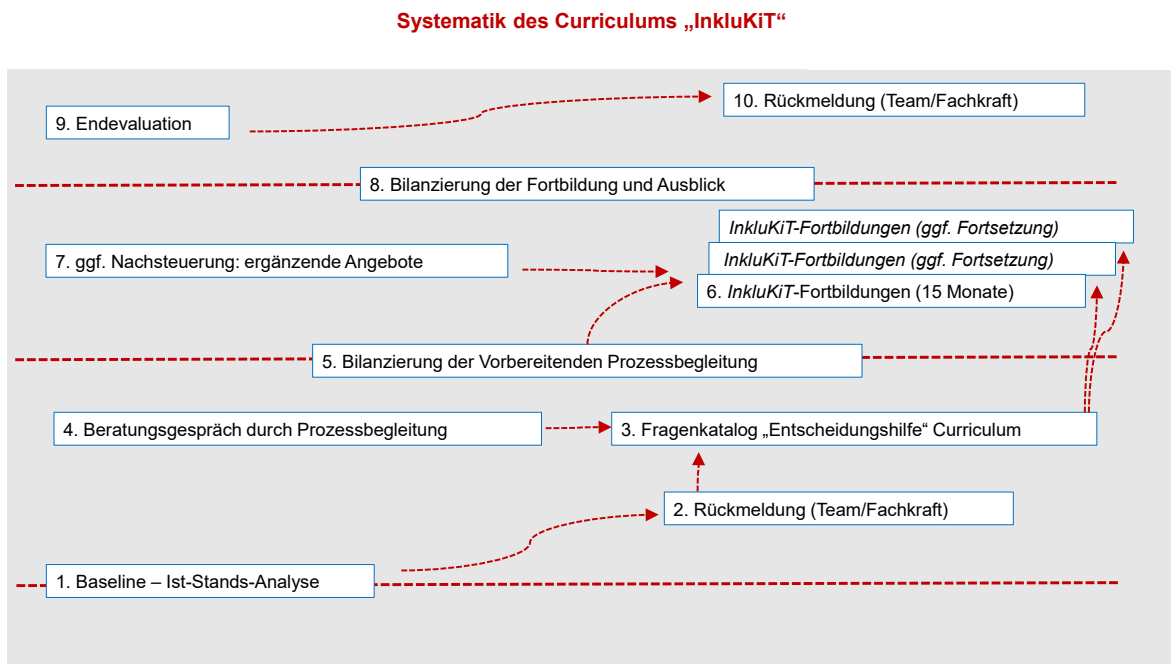 Systematik des Curriculums „InkluKiT“
10. Rückmeldung (Team/Fachkraft)
9. Endevaluation
8. Bilanzierung der Fortbildung und Ausblick
InkluKiT-Fortbildungen (ggf. Fortsetzung)
7. ggf. Nachsteuerung: ergänzende Angebote
InkluKiT-Fortbildungen (ggf. Fortsetzung)
6. InkluKiT-Fortbildungen (15 Monate)
5. Bilanzierung der Vorbereitenden Prozessbegleitung
4. Beratungsgespräch durch Prozessbegleitung
3. Fragenkatalog „Entscheidungshilfe“ Curriculum
2. Rückmeldung (Team/Fachkraft)
1. Baseline – Ist-Stands-Analyse